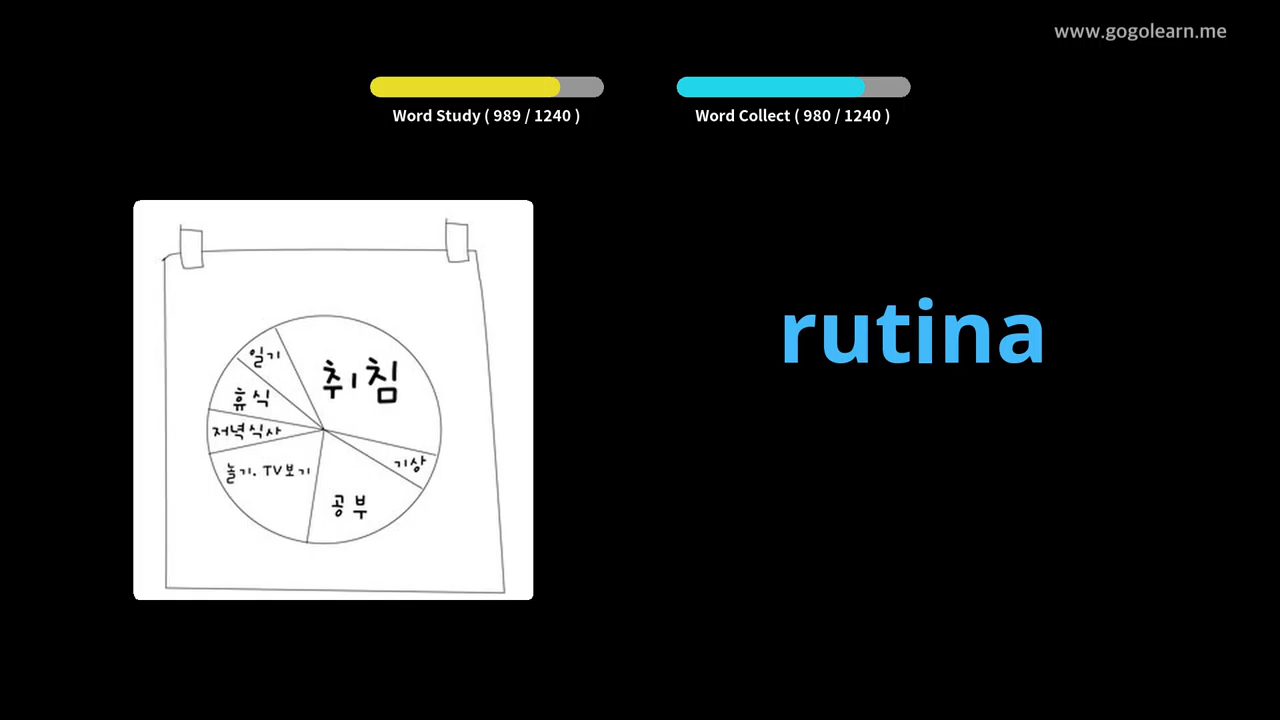 www.gogolearn.me
Word Study ( 989 / 1240 )
Word Collect ( 980 / 1240 )
일기
취침
휴식
저녁식사
기상
놀기. TV보기
공부
rutina